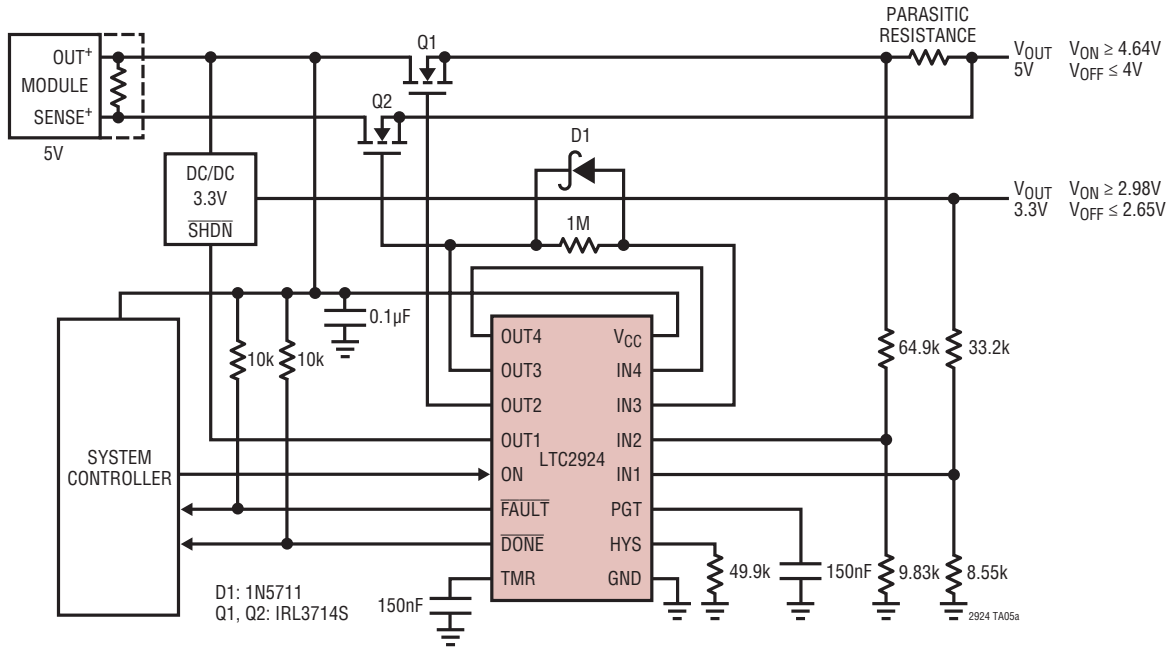 PARASITIC
RESISTANCE
Q1
OUT+
MODULE
SENSE+
5V
Q2
VOUT VON ≥ 4.64V
5V VOFF ≤ 4V
D1
DC/DC
3.3V
SHDN
1M
VOUT VON ≥ 2.98V
3.3V VOFF ≤ 2.65V
0.1µF
10k 10k
64.9k 33.2k
OUT4 VCC
OUT3 IN4
OUT2 IN3
OUT1 IN2
LTC2924
ON IN1
FAULT PGT
DONE HYS
TMR GND
SYSTEM
CONTROLLER
49.9k 150nF 9.83k 8.55k
150nF
D1: 1N5711
Q1, Q2: IRL3714S
2924 TA05a